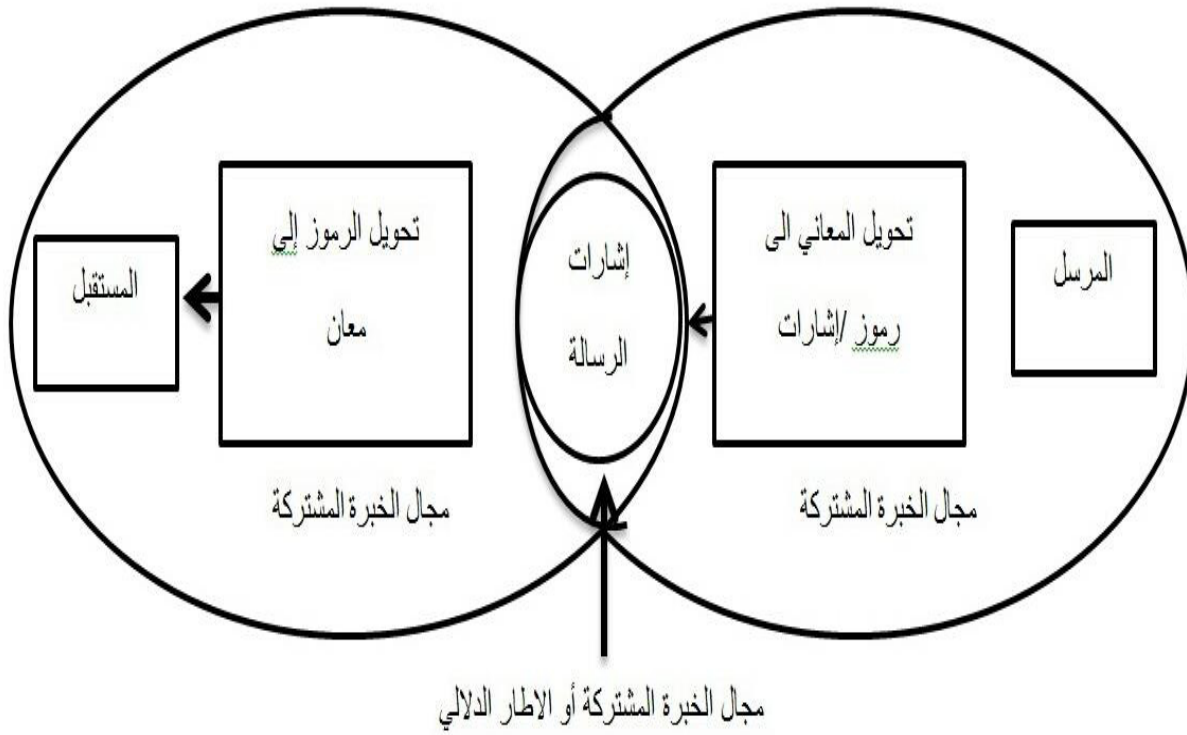 المرسل
تحويل المعاني الى
رموز /إشارات
إشارات
الرسالة
تحويل الرموز إلى
معان
المستقبل
مجال الخبرة المشتركة
مجال الخبرة المشتركة
مجال الخبرة المشتركة أو الاطار الدلالي